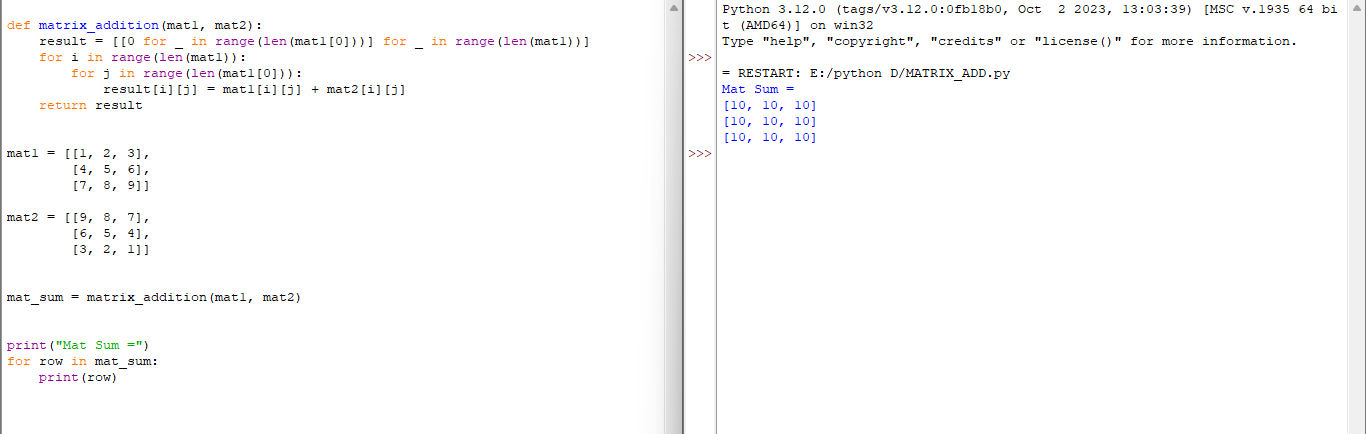 def matrix_addition(mat1, mat2):
    result = [[0 for _ in range(len(mat1[0]))] for _ in range(len(mat1))]
    for i in range(len(mat1)):
        for j in range(len(mat1[0])):
            result[i][j] = mat1[i][j] + mat2[i][j]
    return result
mat1 = [[1, 2, 3],
        [4, 5, 6],
        [7, 8, 9]]
mat2 = [[9, 8, 7],
        [6, 5, 4],
        [3, 2, 1]]
mat_sum = matrix_addition(mat1, mat2)
print("Mat Sum =")
for row in mat_sum:
    print(row)
Python 3.12.0 (tags/v3.12.0:0fb18b0, Oct  2 2023, 13:03:39) [MSC v.1935 64 bi
t (AMD64)] on win32
Type "help", "copyright", "credits" or "license()" for more information.
>>>
= RESTART: E:/python D/MATRIX_ADD.py
Mat Sum =
[10, 10, 10]
[10, 10, 10]
[10, 10, 10]
>>>